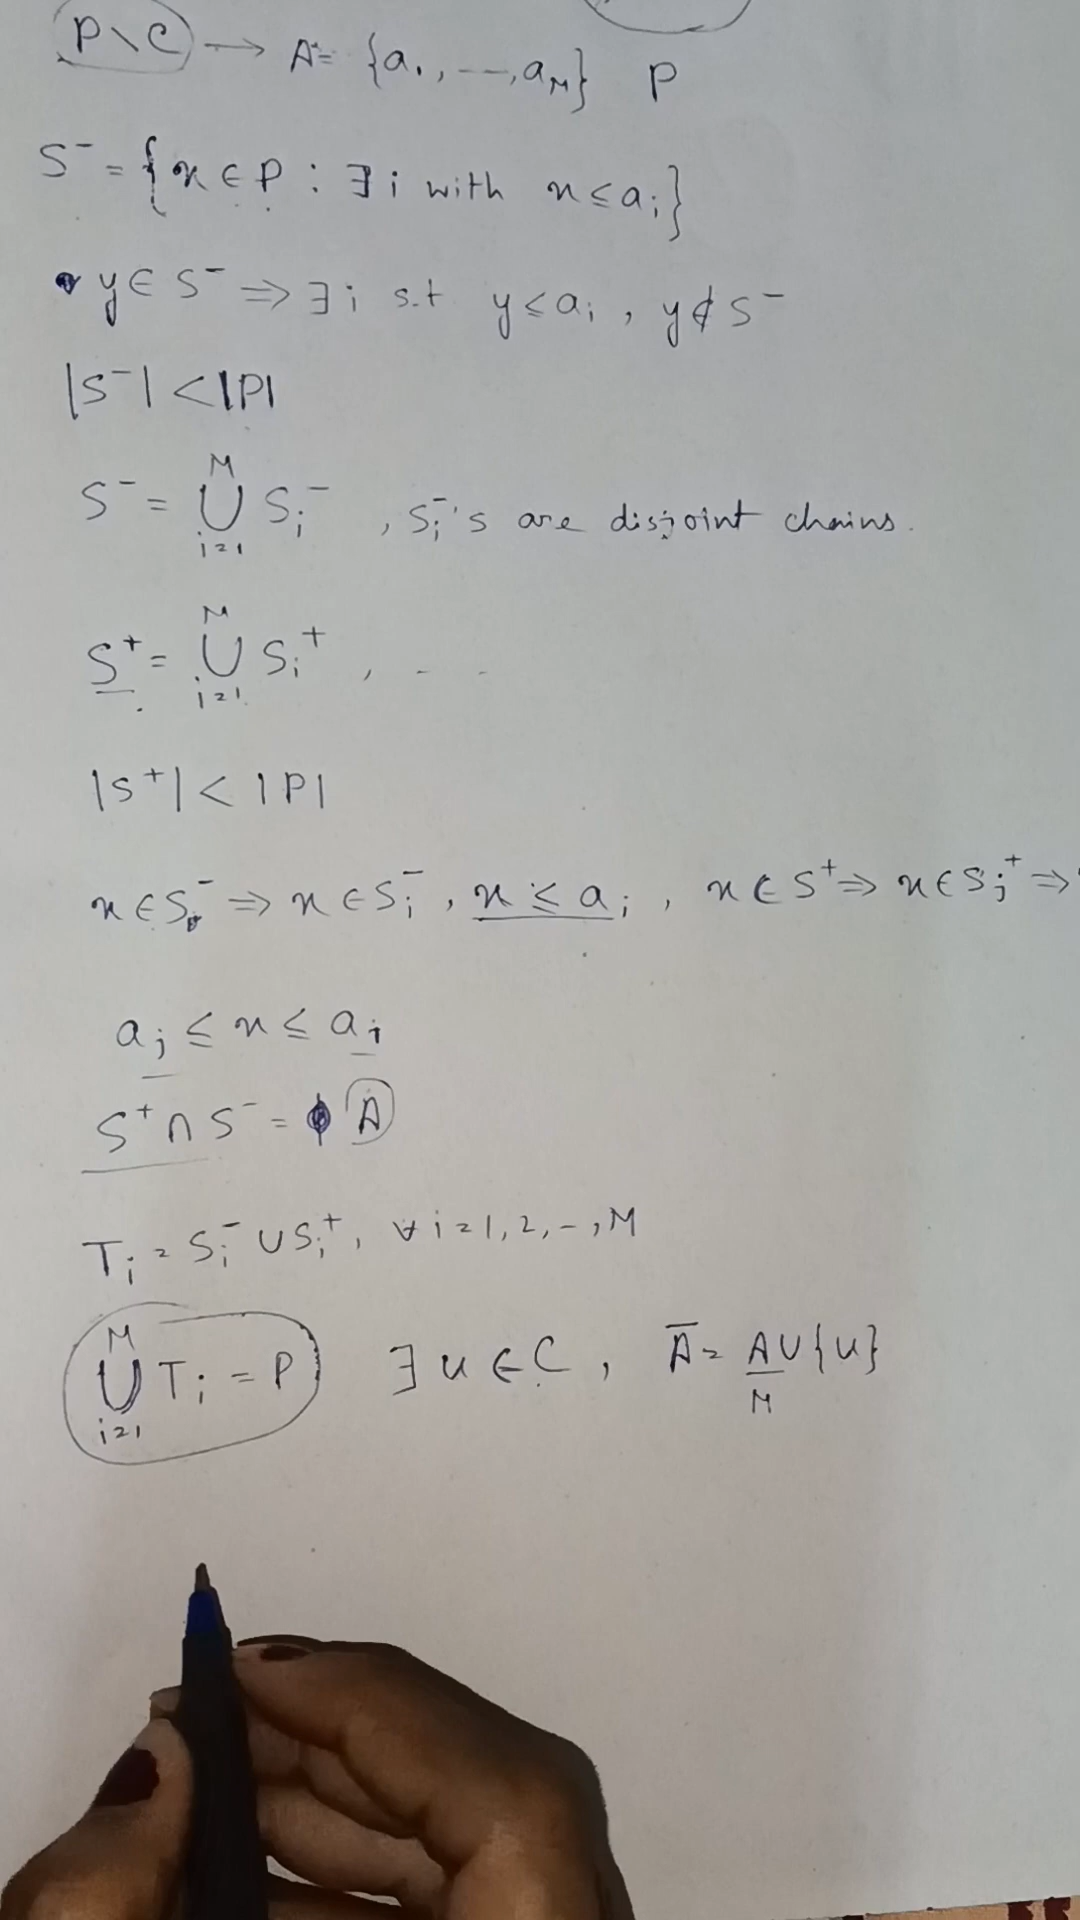 P\C → A = {a₁, --, a_M} P
S⁻ = {x ∈ P : ∃ i with x ≤ aᵢ}
y ∈ S⁻ ⇒ ∃ i s.t y ≤ aᵢ , y ∉ S⁻
|S⁻| < |P|
S⁻ = ⋃_{i=1}^{M} Sᵢ⁻ , Sᵢ⁻'s are disjoint chains.
S⁺ = ⋃_{i=1}^{M} Sᵢ⁺ , - -
|S⁺| < |P|
x ∈ S⁻ ⇒ x ∈ Sᵢ⁻ , x ≤ aᵢ , x ∈ S⁺ ⇒ x ∈ Sⱼ⁺ ⇒
aⱼ ≤ x ≤ aᵢ
S⁺ ∩ S⁻ = A
Tᵢ = Sᵢ⁻ ∪ Sᵢ⁺, ∀ i = 1, 2, -, M
⋃_{i=1}^{M} Tᵢ = P ∃ u ∈ C , Ā = A ∪ {u}
M